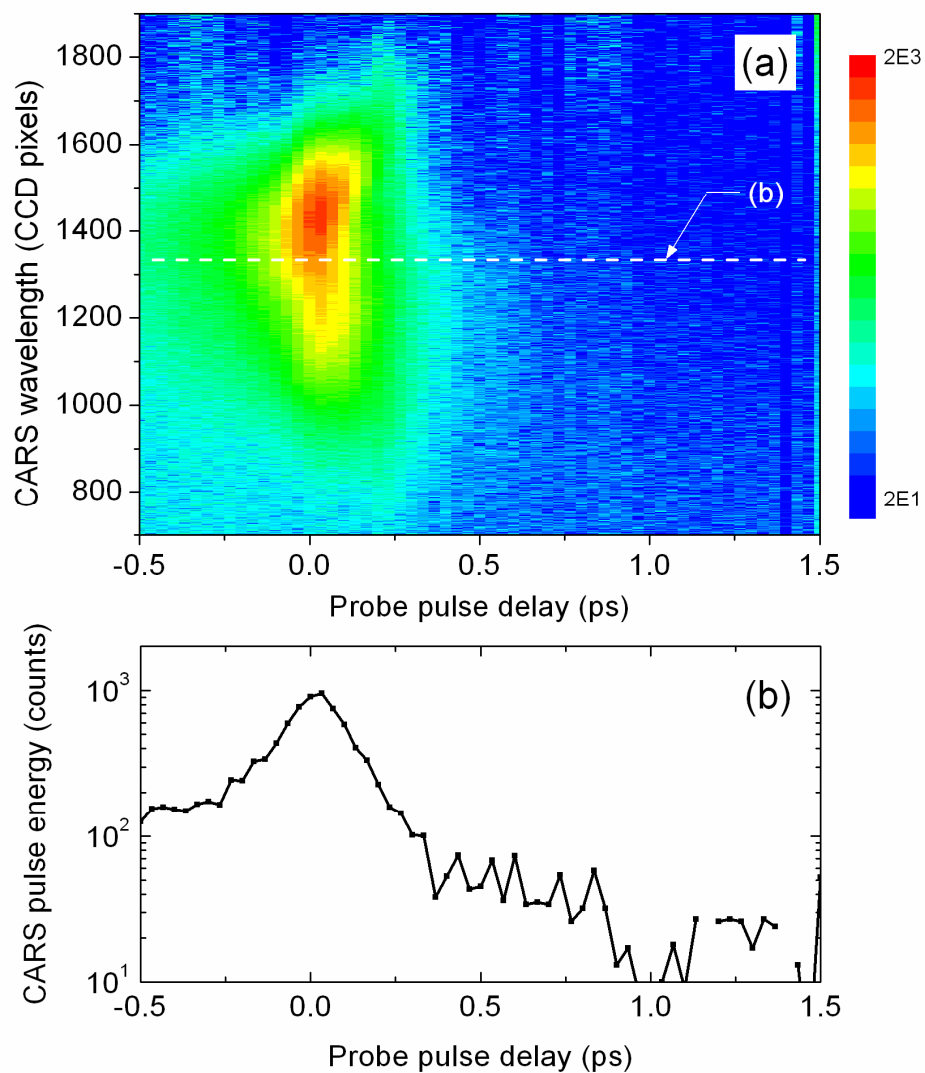 (a)
2E3
1800
1600
1400
1200
1000
800
CARS wavelength (CCD pixels)
(b)
2E1
-0.5
0.0
0.5
1.0
1.5
Probe pulse delay (ps)
(b)
10³
10²
10¹
CARS pulse energy (counts)
-0.5
0.0
0.5
1.0
1.5
Probe pulse delay (ps)